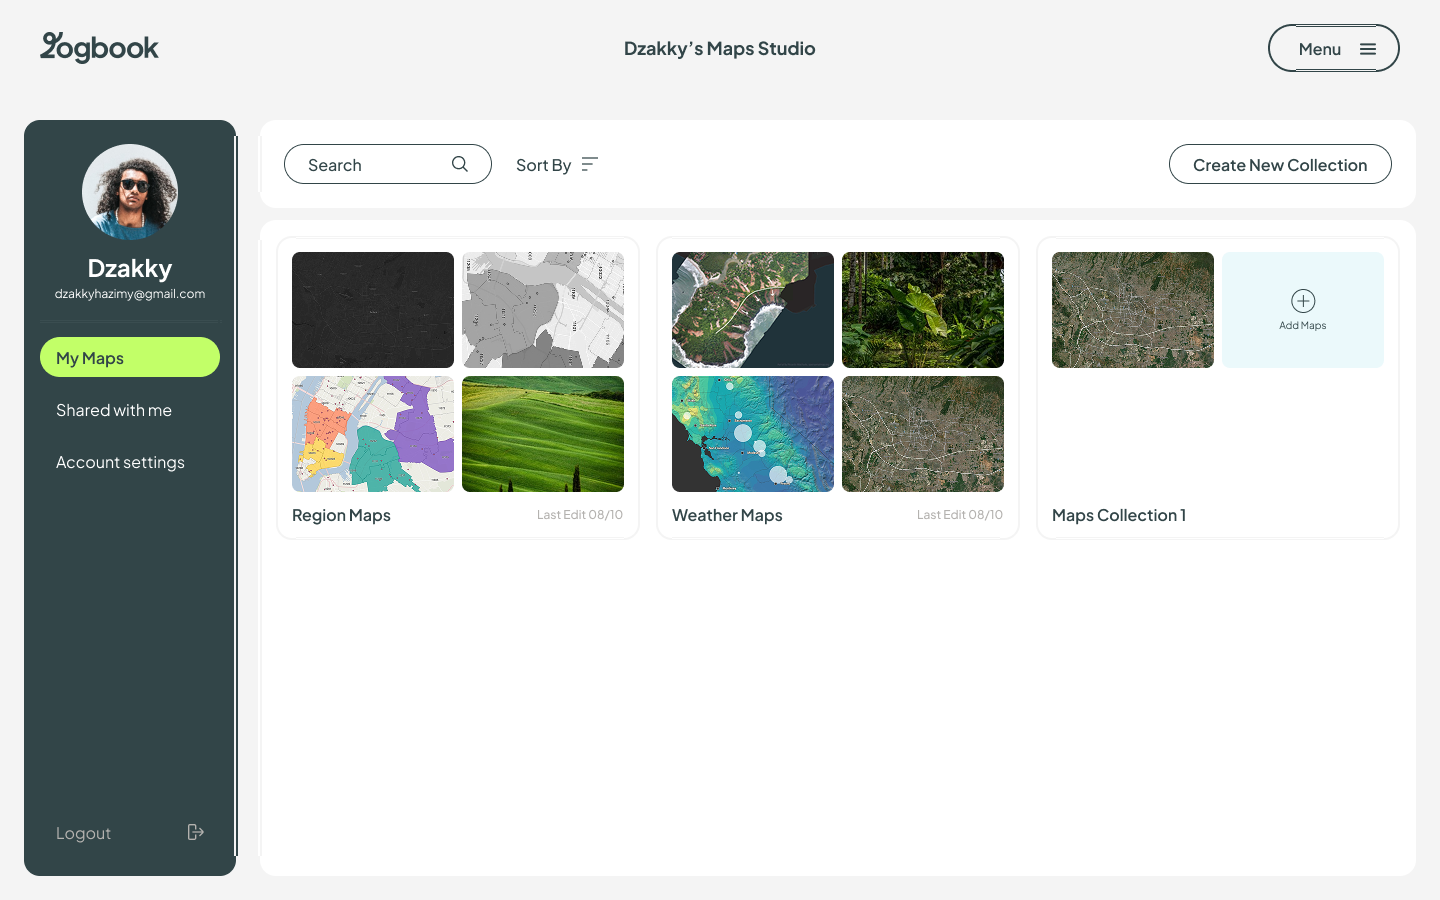 Logbook
Dzakky’s Maps Studio
Menu
Dzakky
dzakkyhazimy@gmail.com
My Maps
Shared with me
Account settings
Logout
Search
Sort By
Create New Collection
Add Maps
Region Maps
Last Edit 08/10
Weather Maps
Last Edit 08/10
Maps Collection 1